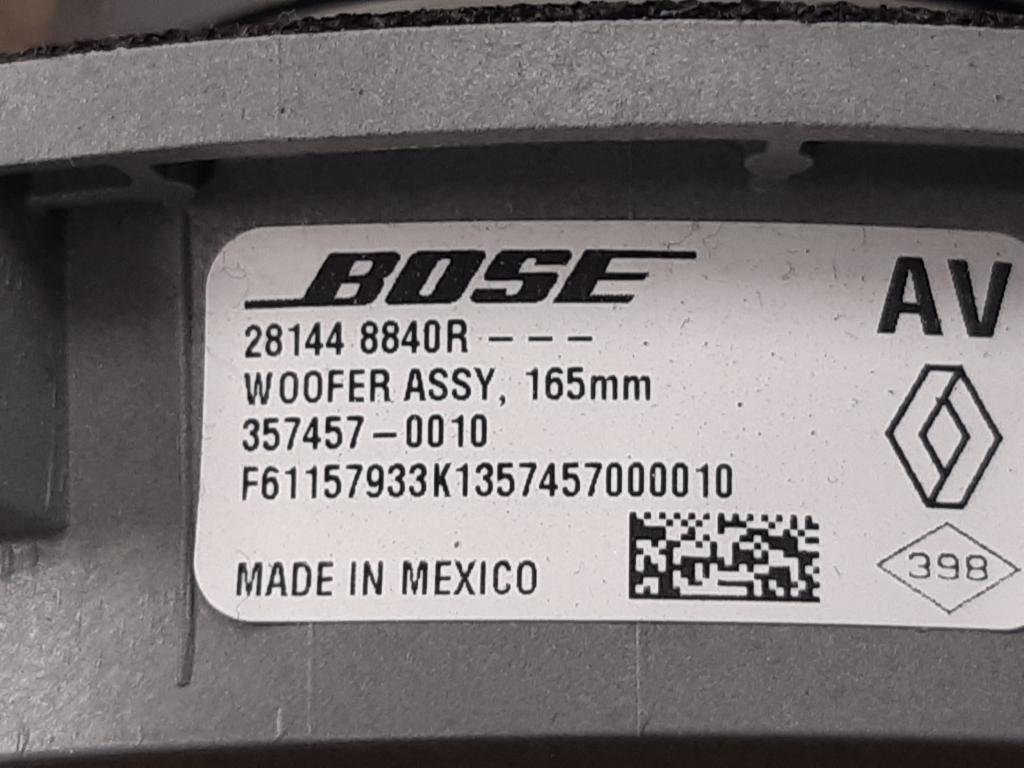 BOSE
AV
28144 8840R – – –
WOOFER ASSY, 165mm
357457–0010
F61157933K1357457000010
398
MADE IN MEXICO